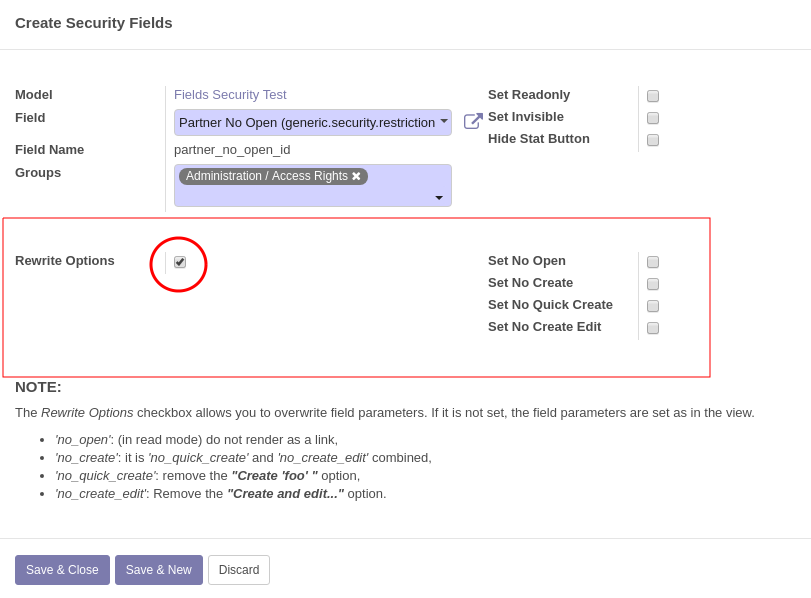 Create Security Fields
Model Fields Security Test Set Readonly
Field Partner No Open (generic.security.restriction Set Invisible
Hide Stat Button
Field Name partner_no_open_id
Groups Administration / Access Rights ✖
Rewrite Options Set No Open
Set No Create
Set No Quick Create
Set No Create Edit
NOTE:
The Rewrite Options checkbox allows you to overwrite field parameters. If it is not set, the field parameters are set as in the view.
• 'no_open': (in read mode) do not render as a link,
• 'no_create': it is 'no_quick_create' and 'no_create_edit' combined,
• 'no_quick_create': remove the "Create 'foo' " option,
• 'no_create_edit': Remove the "Create and edit..." option.
Save & Close Save & New Discard